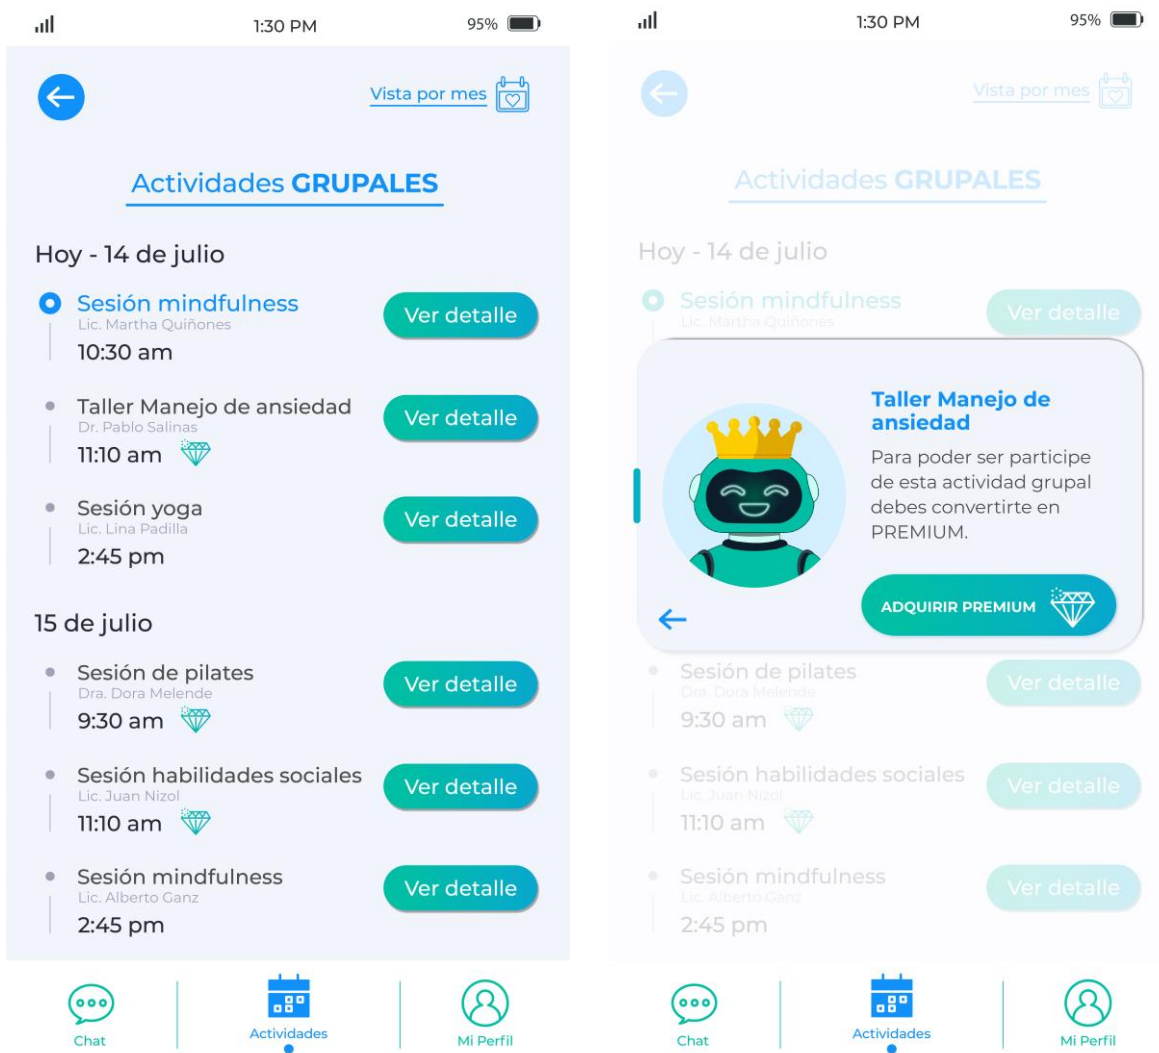 1:30 PM 95%
Vista por mes
Actividades GRUPALES
Hoy - 14 de julio
Sesión mindfulness
Lic. Martha Quiñones
10:30 am
Ver detalle
Taller Manejo de ansiedad
Dr. Pablo Salinas
11:10 am
Ver detalle
Sesión yoga
Lic. Lina Padilla
2:45 pm
Ver detalle
15 de julio
Sesión de pilates
Dra. Dora Melende
9:30 am
Ver detalle
Sesión habilidades sociales
Lic. Juan Nizol
11:10 am
Ver detalle
Sesión mindfulness
Lic. Alberto Ganz
2:45 pm
Ver detalle
Chat
Actividades
Mi Perfil
1:30 PM 95%
Vista por mes
Actividades GRUPALES
Hoy - 14 de julio
Sesión mindfulness
Lic. Martha Quiñones
Ver detalle
Taller Manejo de
ansiedad
Para poder ser participe
de esta actividad grupal
debes convertirte en
PREMIUM.
ADQUIRIR PREMIUM
Sesión de pilates
Dra. Dora Melende
9:30 am
Ver detalle
Sesión habilidades sociales
Lic. Juan Nizol
11:10 am
Ver detalle
Sesión mindfulness
Lic. Alberto Ganz
2:45 pm
Ver detalle
Chat
Actividades
Mi Perfil